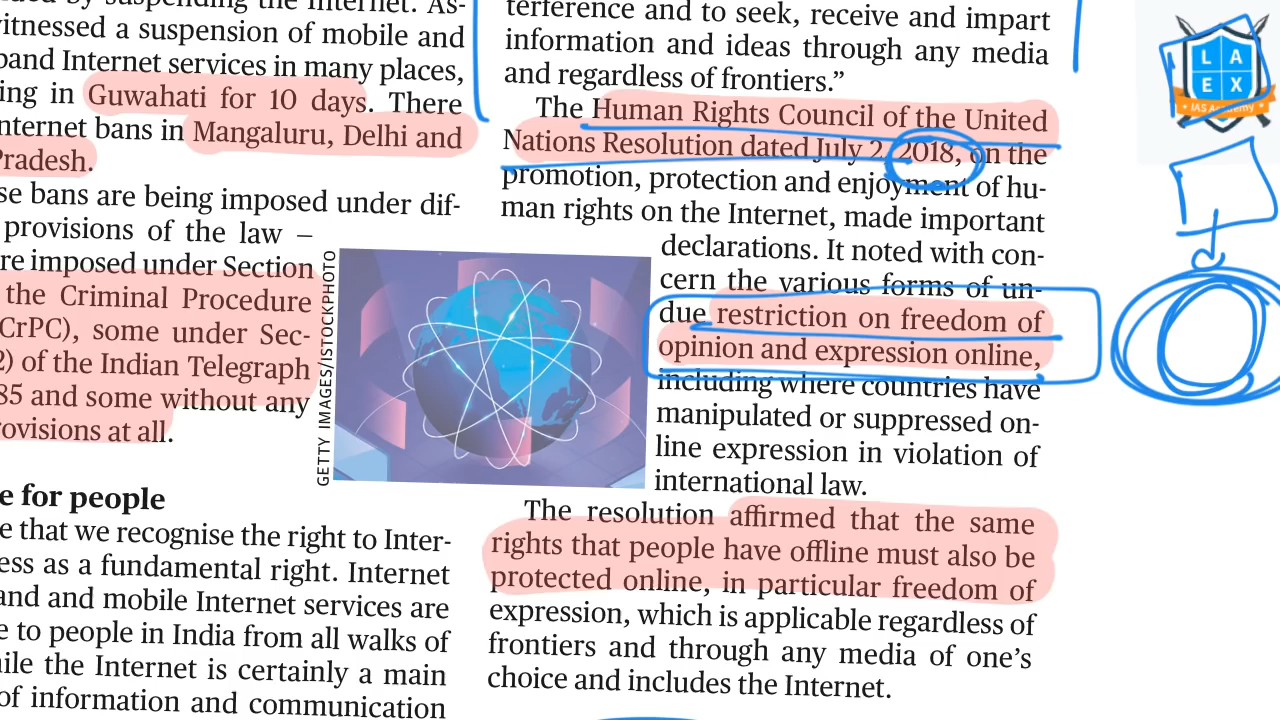 suspending the Internet. As-
witnessed a suspension of mobile and
band Internet services in many places,
ing in Guwahati for 10 days. There
nternet bans in Mangaluru, Delhi and
Pradesh.
se bans are being imposed under dif-
provisions of the law –
re imposed under Section
the Criminal Procedure
CrPC), some under Sec-
2) of the Indian Telegraph
85 and some without any
rovisions at all.
e for people
e that we recognise the right to Inter-
ess as a fundamental right. Internet
and and mobile Internet services are
e to people in India from all walks of
ile the Internet is certainly a main
of information and communication
GETTY IMAGES/ISTOCKPHOTO
terference and to seek, receive and impart
information and ideas through any media
and regardless of frontiers.”
The Human Rights Council of the United
Nations Resolution dated July 2, 2018, on the
promotion, protection and enjoyment of hu-
man rights on the Internet, made important
declarations. It noted with con-
cern the various forms of un-
due restriction on freedom of
opinion and expression online,
including where countries have
manipulated or suppressed on-
line expression in violation of
international law.
The resolution affirmed that the same
rights that people have offline must also be
protected online, in particular freedom of
expression, which is applicable regardless of
frontiers and through any media of one’s
choice and includes the Internet.
L A
E X
IAS Academy